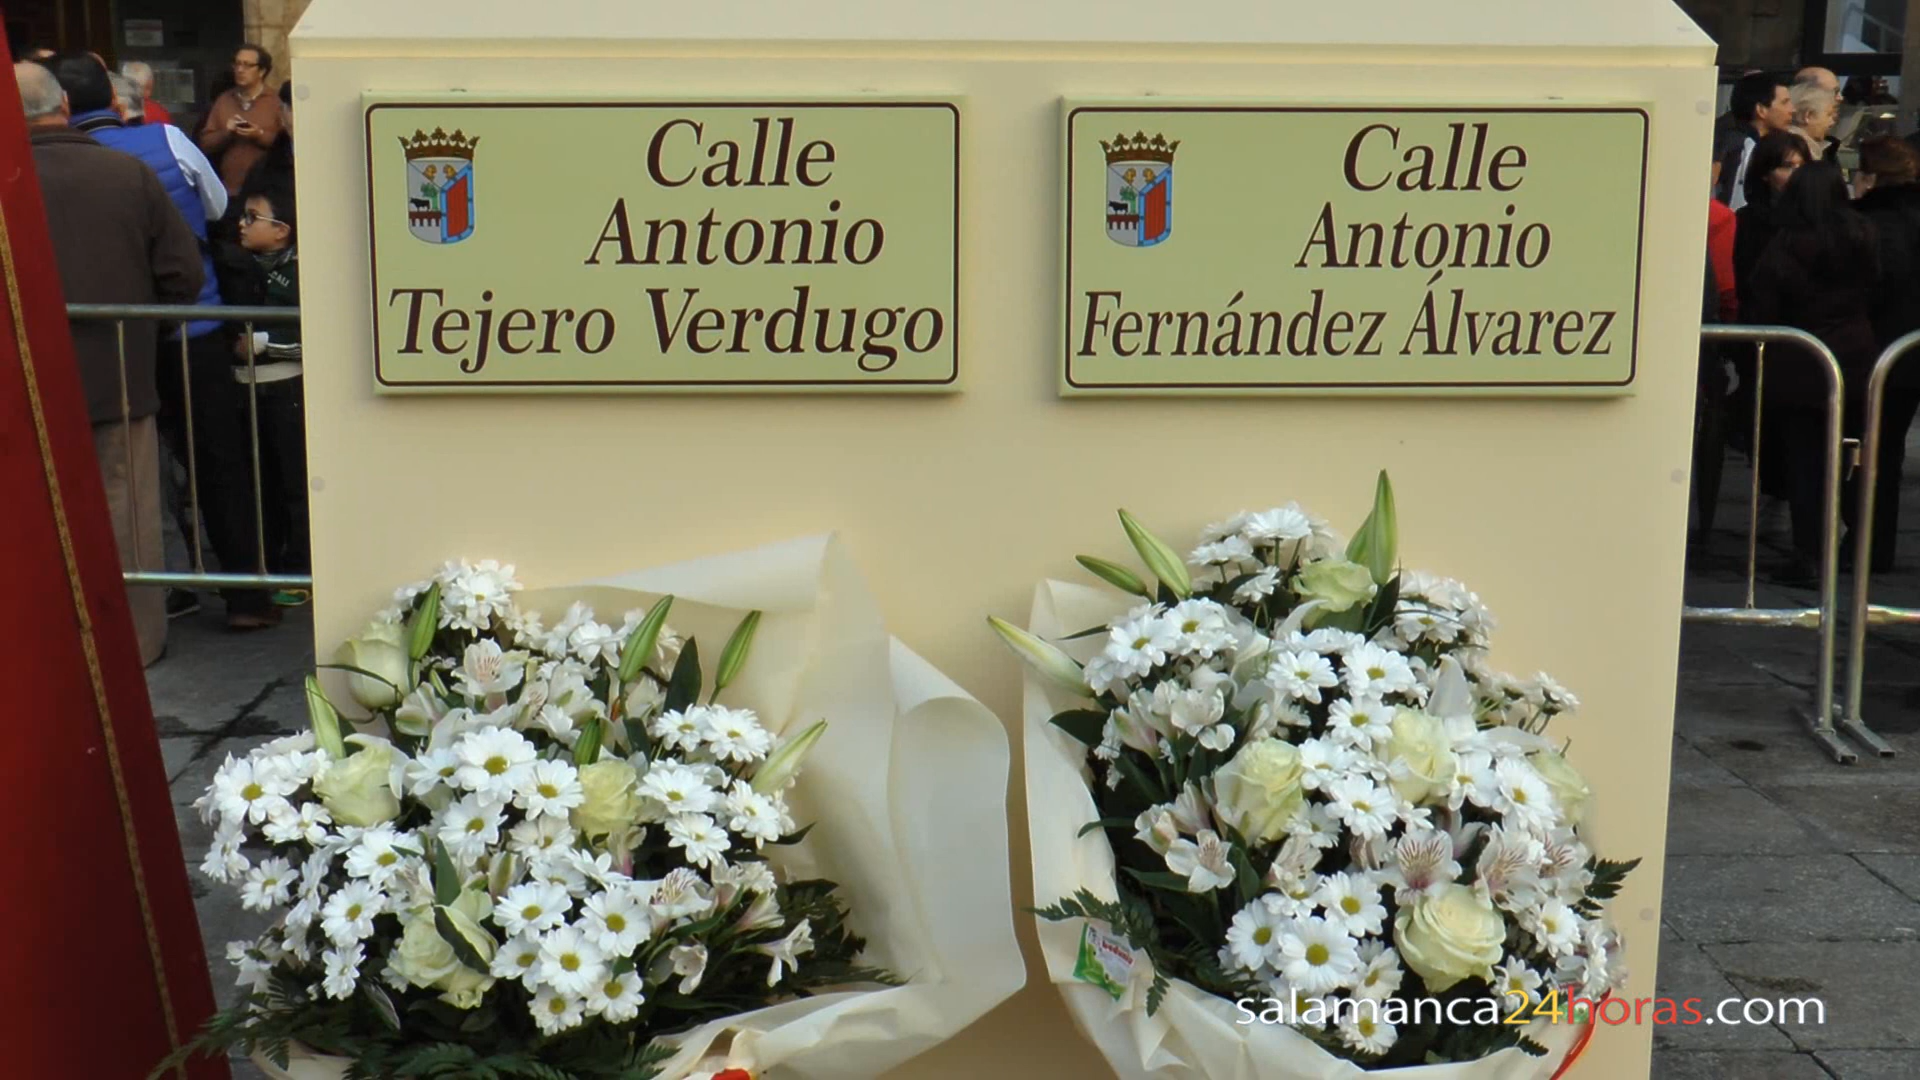 Calle
Antonio
Tejero Verdugo
Calle
Antonio
Fernández Álvarez
salamanca24horas.com